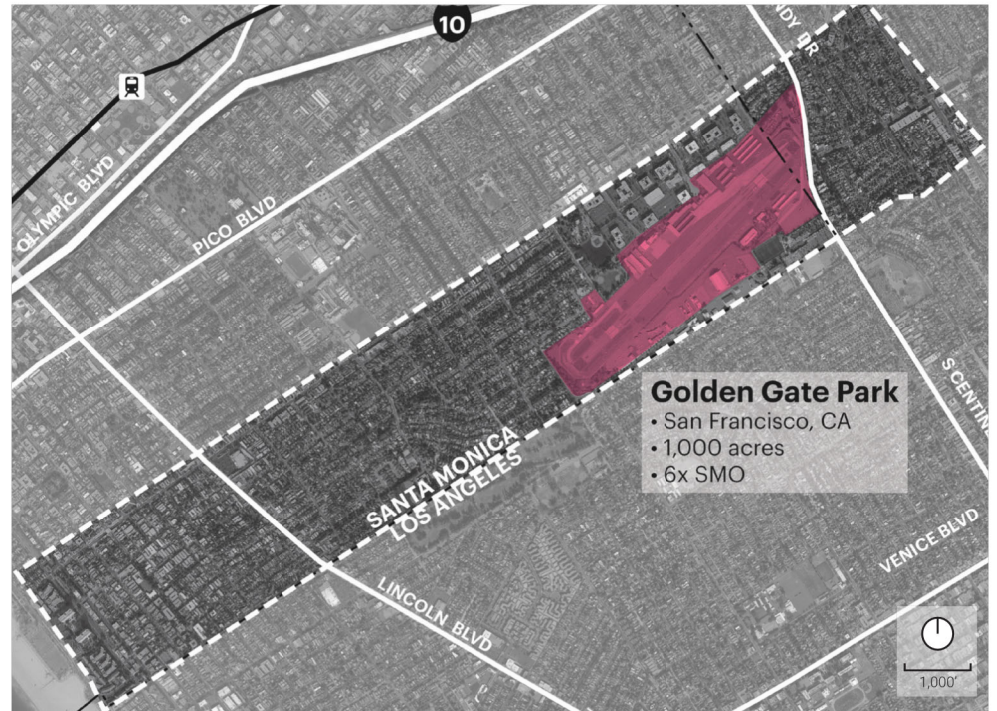 10
NDY DR
OLYMPIC BLVD
PICO BLVD
Golden Gate Park
• San Francisco, CA
• 1,000 acres
• 6x SMO
S CENTIN
SANTA MONICA
LOS ANGELES
VENICE BLVD
LINCOLN BLVD
1,000'